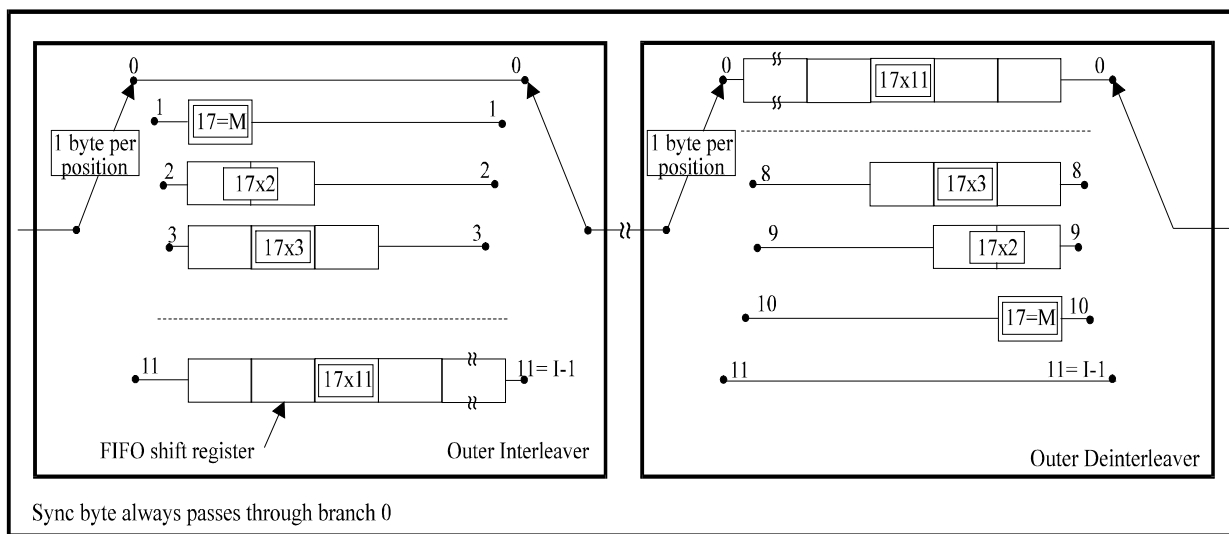 0
0
1
17=M
1
1 byte per
position
2
17x2
2
3
17x3
3
11
17x11
11= I-1
FIFO shift register
Outer Interleaver
0
17x11
0
1 byte per
position
8
17x3
8
9
17x2
9
10
17=M
10
11
11= I-1
Outer Deinterleaver
Sync byte always passes through branch 0